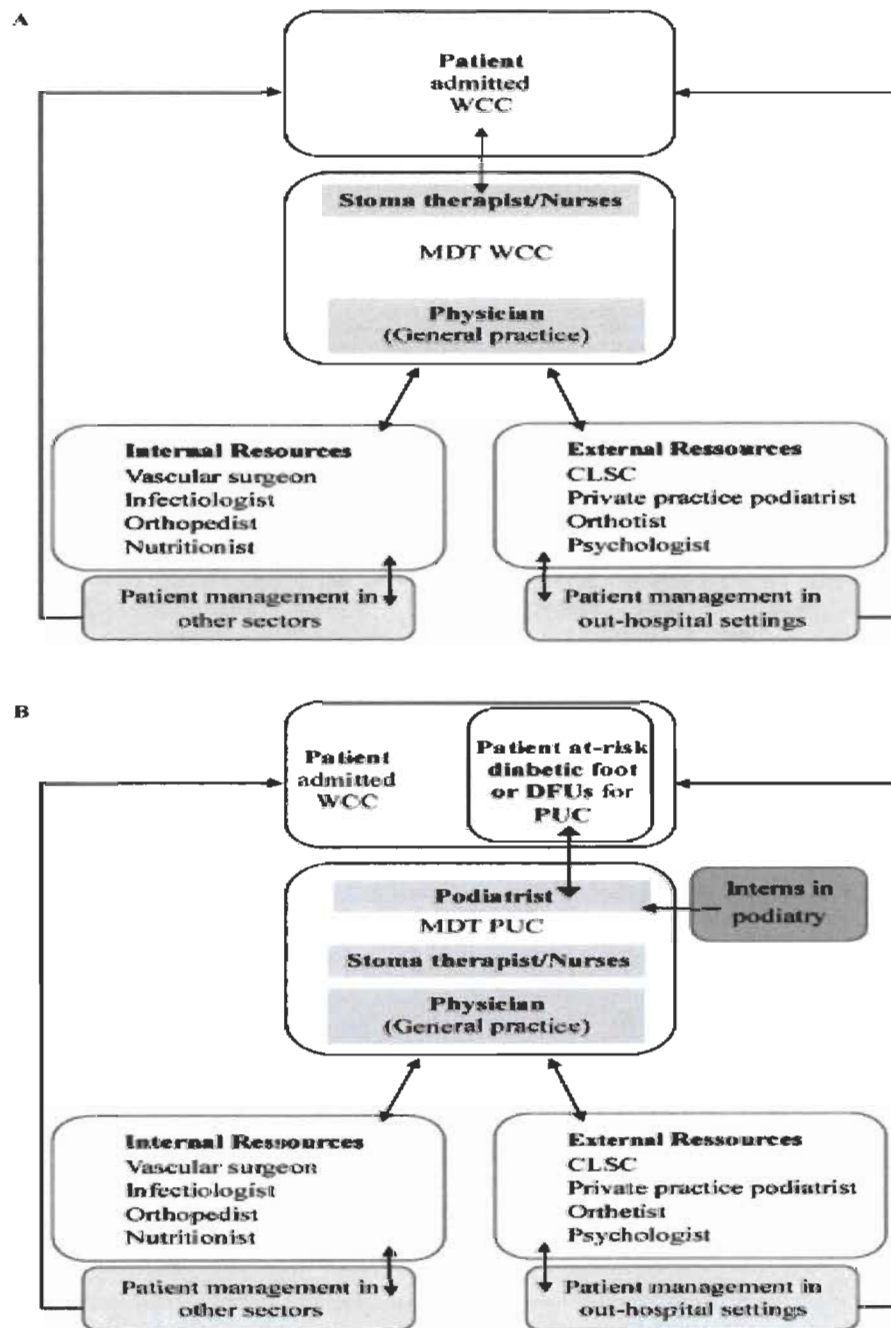 A
Patient
admitted
WCC
Stoma therapist/Nurses
MDT WCC
Physician
(General practice)
Internal Resources
Vascular surgeon
Infectiologist
Orthopedist
Nutritionist
Patient management in
other sectors
External Ressources
CLSC
Private practice podiatrist
Orthotist
Psychologist
Patient management in
out-hospital settings
B
Patient
admitted
WCC
Patient at-risk
diabetic foot
or DFUs for
PUC
Podiatrist
MDT PUC
Stoma therapist/Nurses
Physician
(General practice)
Interns in
podiatry
Internal Ressources
Vascular surgeon
Infectiologist
Orthopedist
Nutritionist
Patient management in
other sectors
External Ressources
CLSC
Private practice podiatrist
Orthetist
Psychologist
Patient management in
out-hospital settings